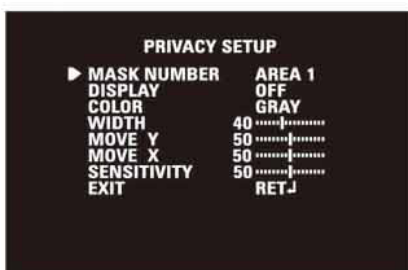 PRIVACY SETUP
MASK NUMBER AREA 1
DISPLAY OFF
COLOR GRAY
WIDTH 40
MOVE Y 50
MOVE X 50
SENSITIVITY 50
EXIT RET↲